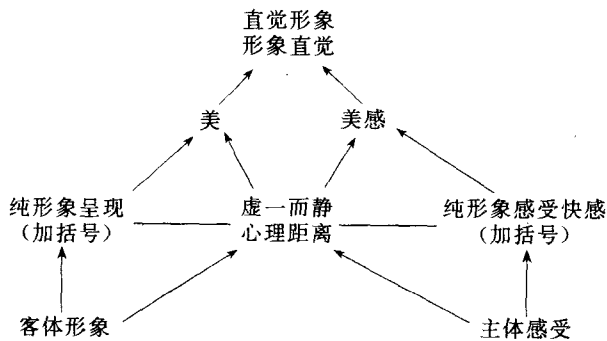 直觉形象
形象直觉
美
美感
纯形象呈现
（加括号）
虚一而静
心理距离
纯形象感受快感
（加括号）
客体形象
主体感受